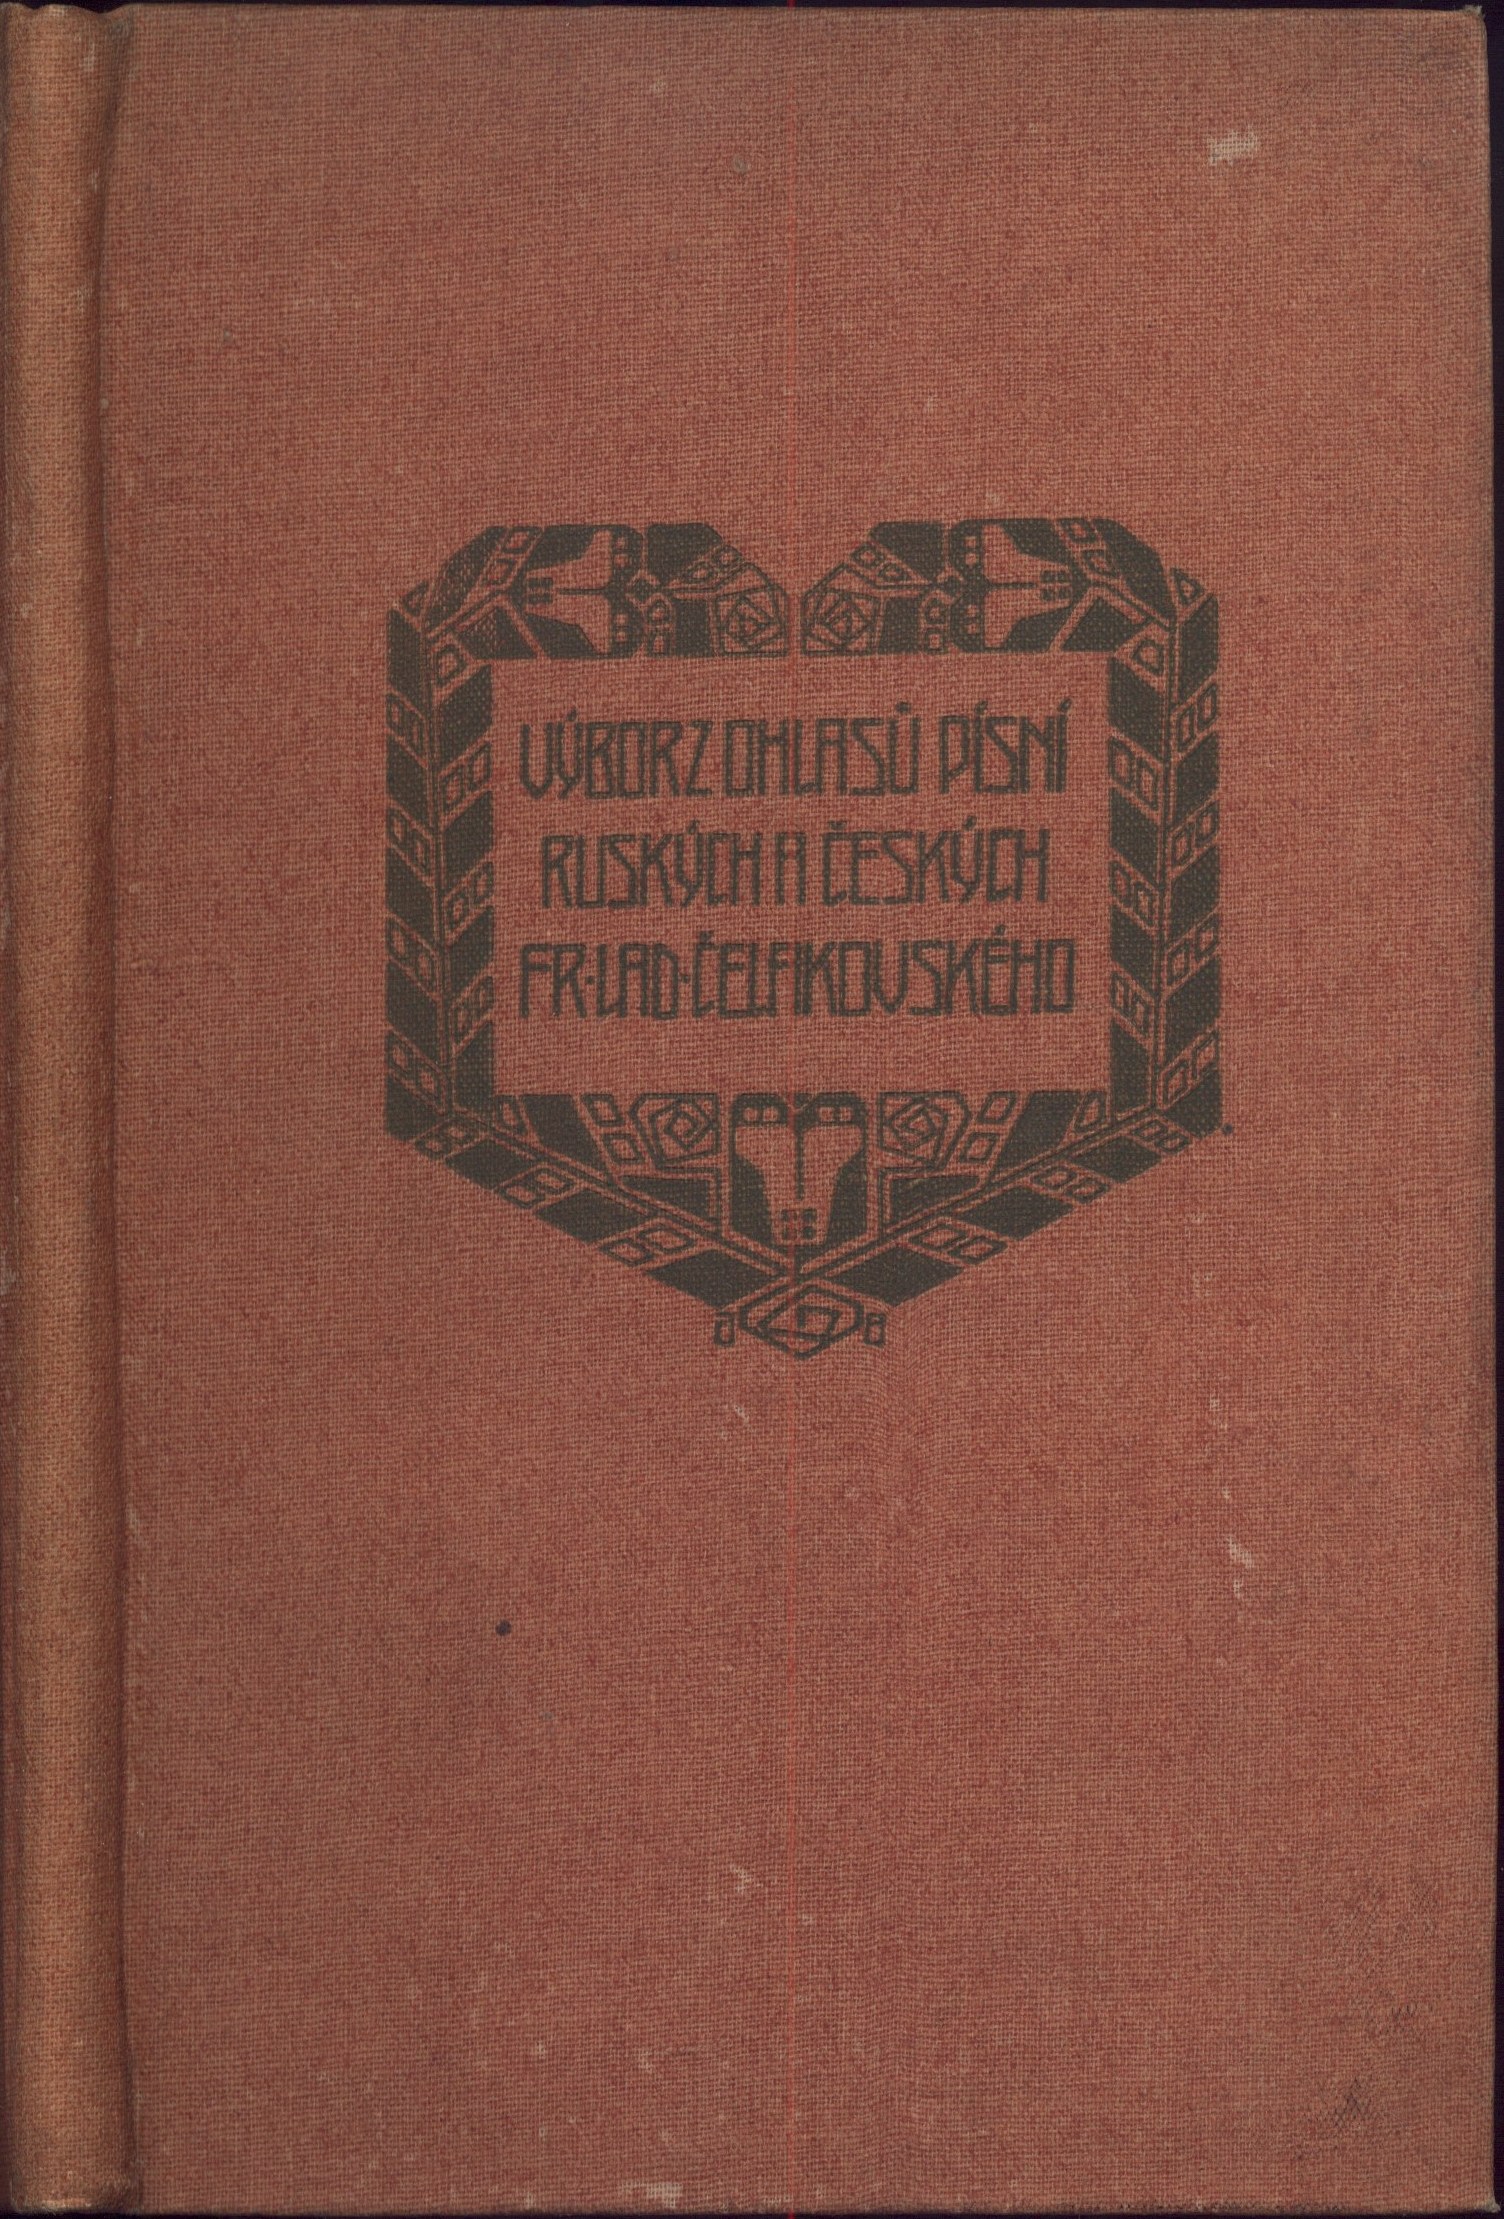 VÝBOR Z OHLASŮ PÍSNÍ
RUSKÝCH A ČESKÝCH
FR·LAD·ČELAKOVSKÉHO